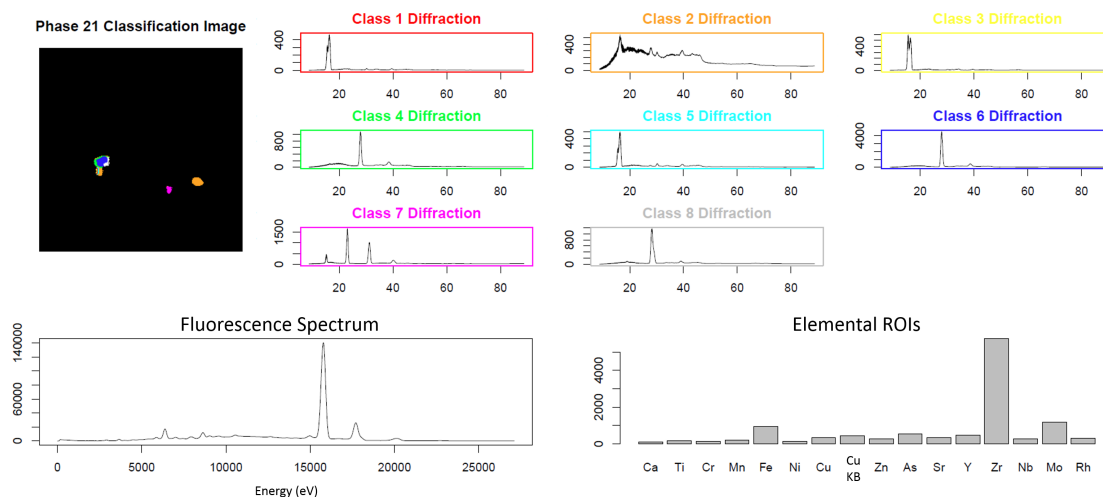 Phase 21 Classification Image
Class 1 Diffraction
0 400
20 40 60 80
Class 2 Diffraction
0 400
20 40 60 80
Class 3 Diffraction
0 400
20 40 60 80
Class 4 Diffraction
0 800
20 40 60 80
Class 5 Diffraction
0 400
20 40 60 80
Class 6 Diffraction
0 4000
20 40 60 80
Class 7 Diffraction
0 1500
20 40 60 80
Class 8 Diffraction
0 800
20 40 60 80
Fluorescence Spectrum
0 60000 140000
0 5000 10000 15000 20000 25000
Energy (eV)
Elemental ROIs
0 2000 4000
Ca Ti Cr Mn Fe Ni Cu Cu KB Zn As Sr Y Zr Nb Mo Rh